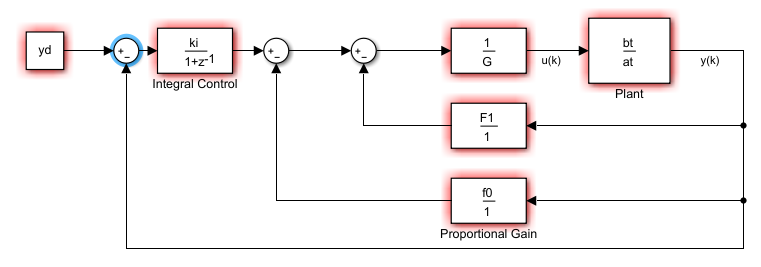 yd
+
−
ki
1+z-1
Integral Control
+
−
+
−
1
G
u(k)
bt
at
Plant
y(k)
F1
1
f0
1
Proportional Gain